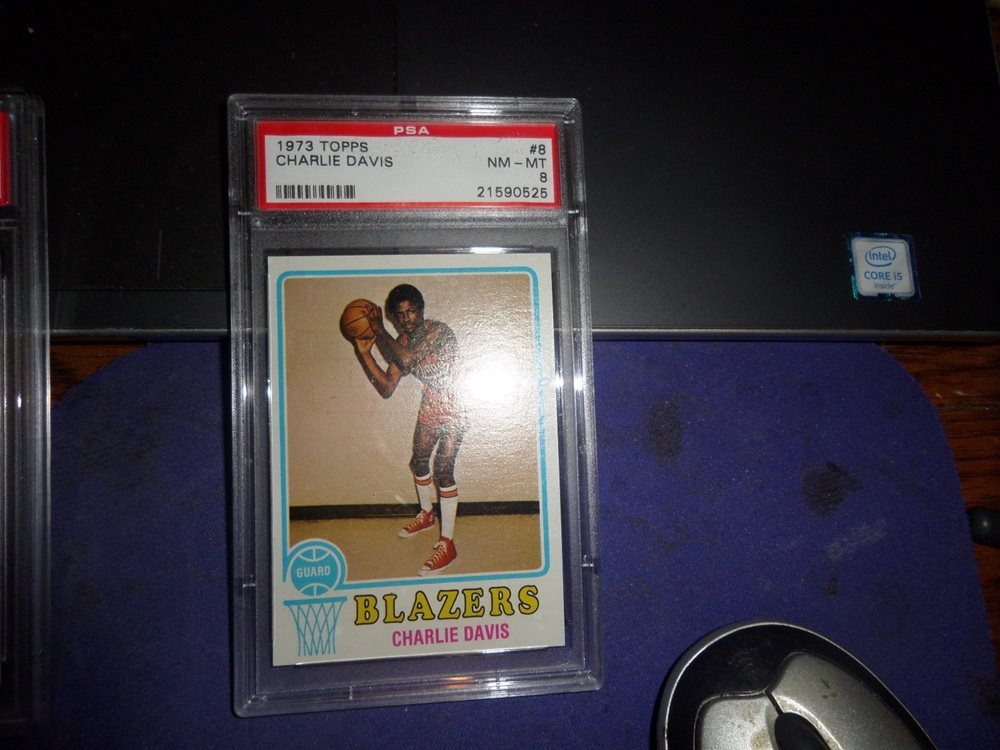 PSA
1973 TOPPS #8
CHARLIE DAVIS NM - MT
8
21590525
intel
CORE i5
inside
GUARD
BLAZERS
CHARLIE DAVIS